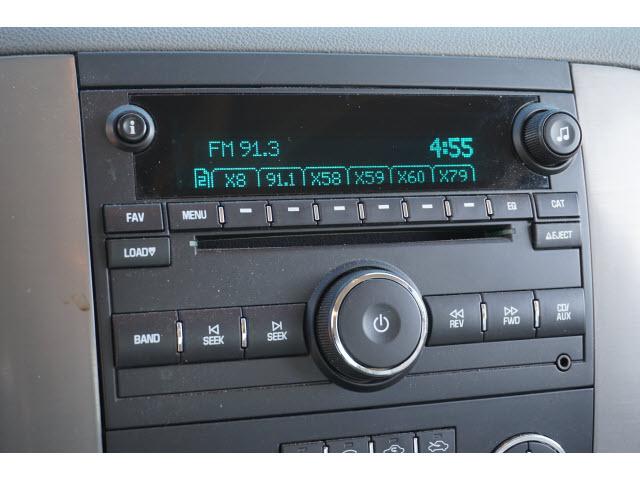 FM 91.3 4:55
2 X8 91.1 X58 X59 X60 X79
FAV MENU EQ CAT
LOAD EJECT
BAND SEEK SEEK REV FWD CD/AUX